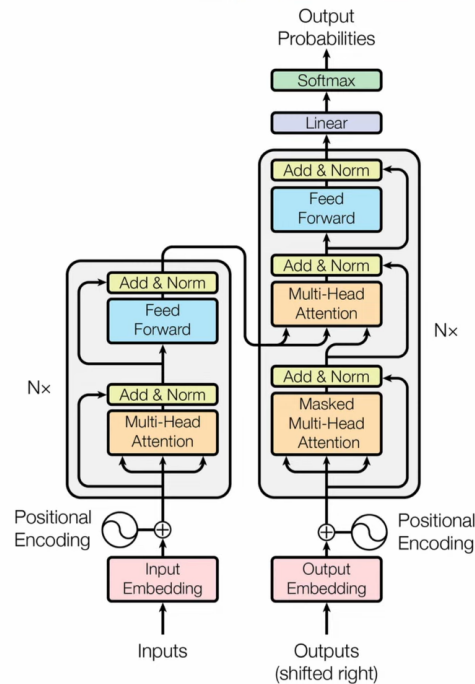 Output
Probabilities
Softmax
Linear
Add & Norm
Feed
Forward
Add & Norm
Multi-Head
Attention
Nx
Add & Norm
Masked
Multi-Head
Attention
Add & Norm
Feed
Forward
Nx
Add & Norm
Multi-Head
Attention
Positional
Encoding
Positional
Encoding
Input
Embedding
Output
Embedding
Inputs
Outputs
(shifted right)